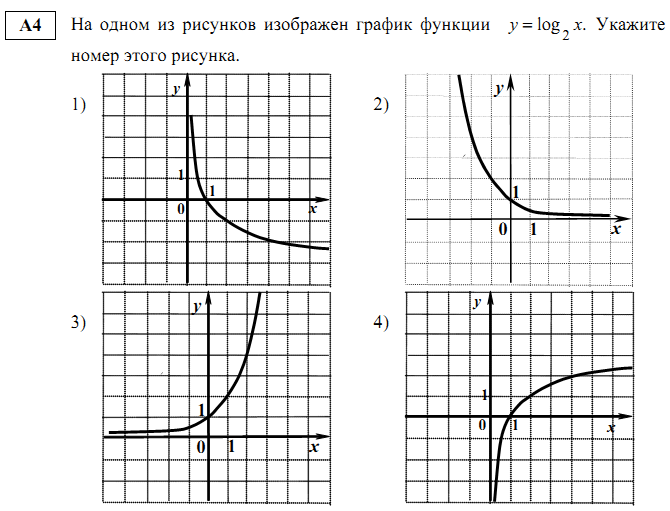 А4 На одном из рисунков изображен график функции y = log₂ x. Укажите
номер этого рисунка.
1)
y
1
1
0
x
2)
y
1
0
1
x
3)
y
1
0
1
x
4)
y
1
0
1
x